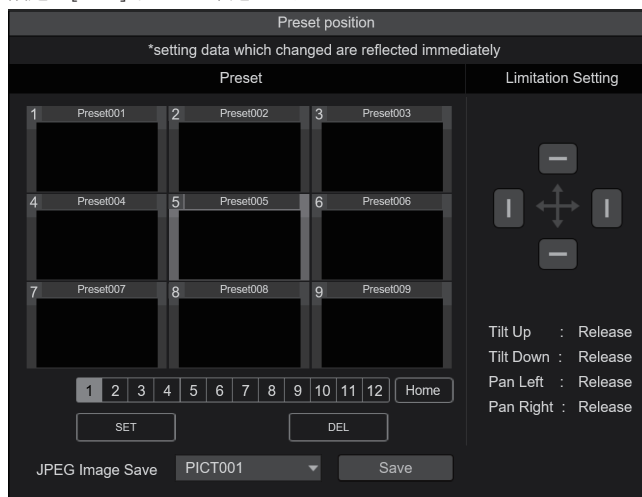 Preset position
*setting data which changed are reflected immediately
Preset
Limitation Setting
1 Preset001 2 Preset002 3 Preset003
4 Preset004 5 Preset005 6 Preset006
7 Preset007 8 Preset008 9 Preset009
Tilt Up : Release
Tilt Down : Release
Pan Left : Release
Pan Right : Release
1 2 3 4 5 6 7 8 9 10 11 12 Home
SET DEL
JPEG Image Save PICT001 Save